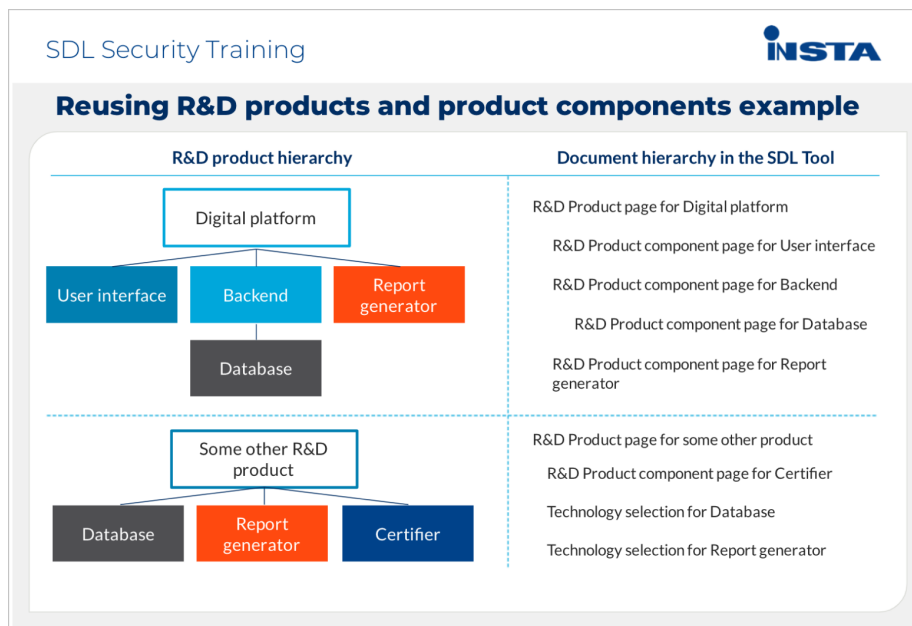 SDL Security Training
INSTA
Reusing R&D products and product components example
R&D product hierarchy
Document hierarchy in the SDL Tool
Digital platform
User interface
Backend
Report
generator
Database
R&D Product page for Digital platform
R&D Product component page for User interface
R&D Product component page for Backend
R&D Product component page for Database
R&D Product component page for Report
generator
Some other R&D
product
Database
Report
generator
Certifier
R&D Product page for some other product
R&D Product component page for Certifier
Technology selection for Database
Technology selection for Report generator